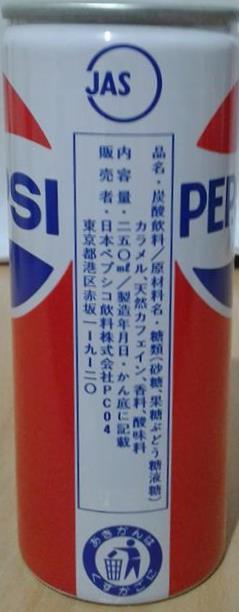 JAS
PSI
PEP
品名・炭酸飲料/原材料名・糖類(砂糖、果糖ぶどう糖液糖)
カラメル、天然カフェイン、香料、酸味料
内容量・二五〇ml/製造年月日・かん底に記載
販売者・日本ペプシコ飲料株式会社PC04
東京都港区赤坂一ー九ー二〇
あきかんは
くずかごに